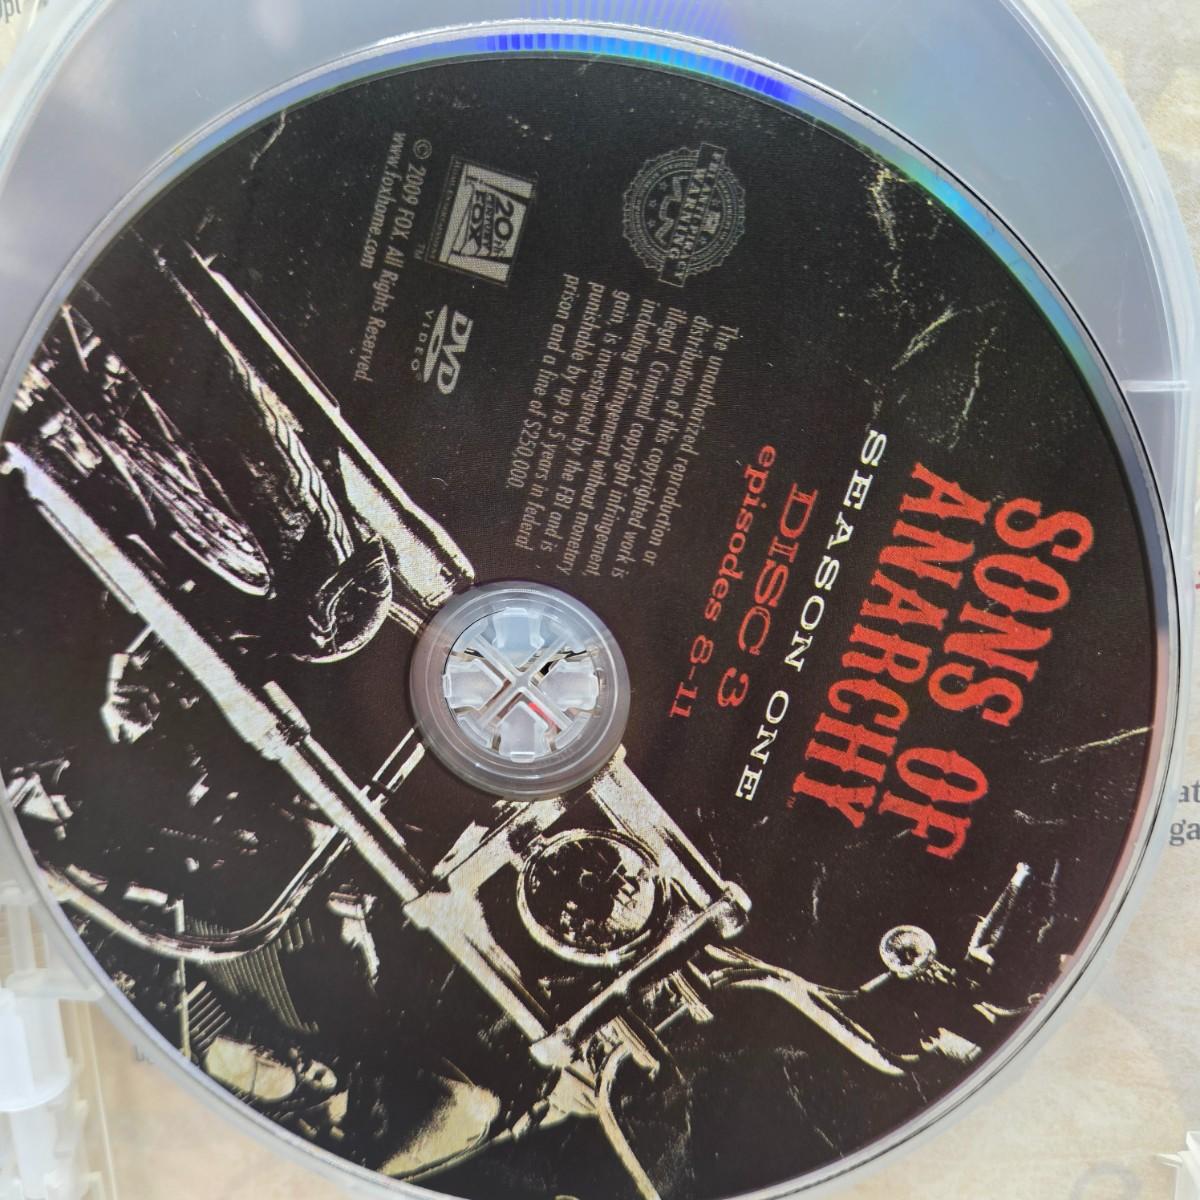 SONS OF
ANARCHY™
SEASON ONE
DISC 3
episodes 8-11
The unauthorized reproduction or
distribution of this copyrighted work is
illegal. Criminal copyright infringement,
including infringement without monetary
gain, is investigated by the FBI and is
punishable by up to 5 years in federal
prison and a fine of $250,000.
WARNING
20TH
CENTURY
FOX
TM
DVD
VIDEO
© 2009 FOX. All Rights Reserved.
www.foxhome.com